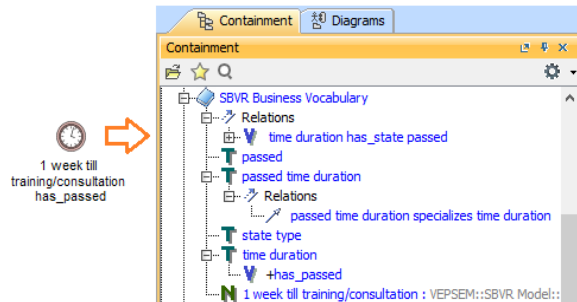 Containment
Diagrams
Containment
SBVR Business Vocabulary
Relations
time duration has_state passed
passed
passed time duration
Relations
passed time duration specializes time duration
state type
time duration
+has_passed
1 week till training/consultation : VEPSEM::SBVR Model::
1 week till
training/consultation
has_passed